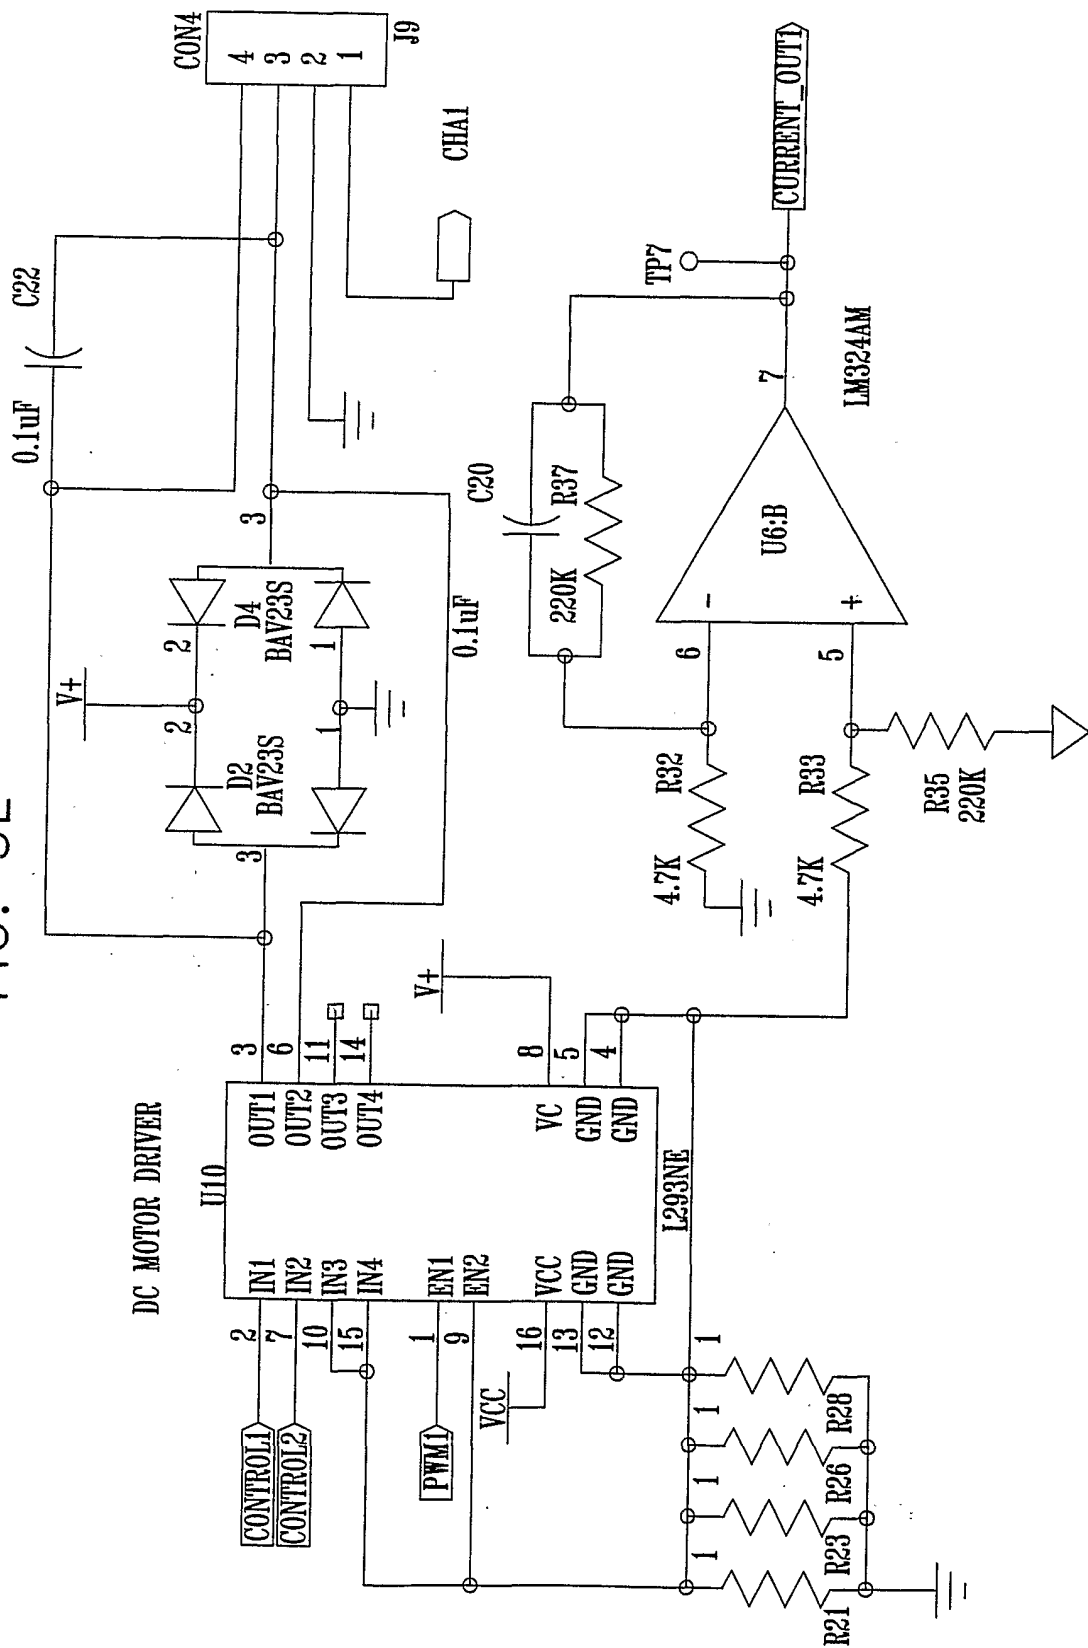 FIG. 5E
DC MOTOR DRIVER
U10
L293NE
CONTROL1
CONTROL2
PWM1
VCC
2 IN1
7 IN2
10 IN3
15 IN4
1 EN1
9 EN2
16 VCC
13 GND
12 GND
OUT1 3
OUT2 6
OUT3 11
OUT4 14
VC 8
GND 5
GND 4
V+
1
1
1
1
R21
R23
R26
R28
V+
3
2
2
3
D2
BAV23S
D4
BAV23S
1
1
0.1uF
C22
CON4
4
3
2
1
J9
CHA1
0.1uF
C20
220K
R37
4.7K
R32
4.7K
R33
R35
220K
6
5
-
+
U6:B
7
LM324AM
TP7
CURRENT_OUT1